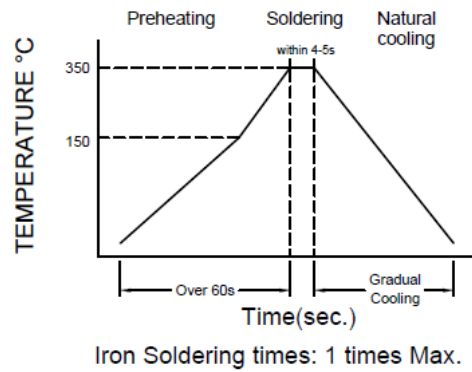 Preheating Soldering Natural
cooling
within 4-5s
TEMPERATURE °C
350
150
Over 60s
Gradual
Cooling
Time(sec.)
Iron Soldering times: 1 times Max.